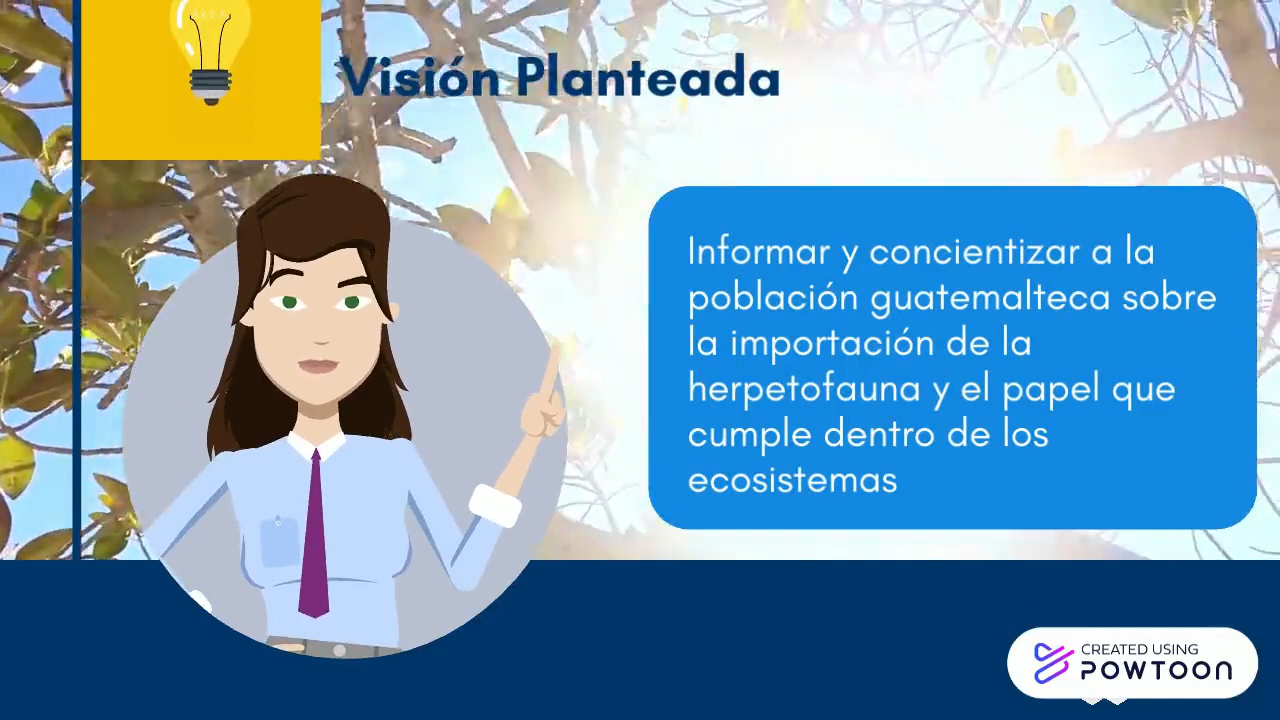 Visión Planteada
Informar y concientizar a la
población guatemalteca sobre
la importación de la
herpetofauna y el papel que
cumple dentro de los
ecosistemas
CREATED USING
POWTOON